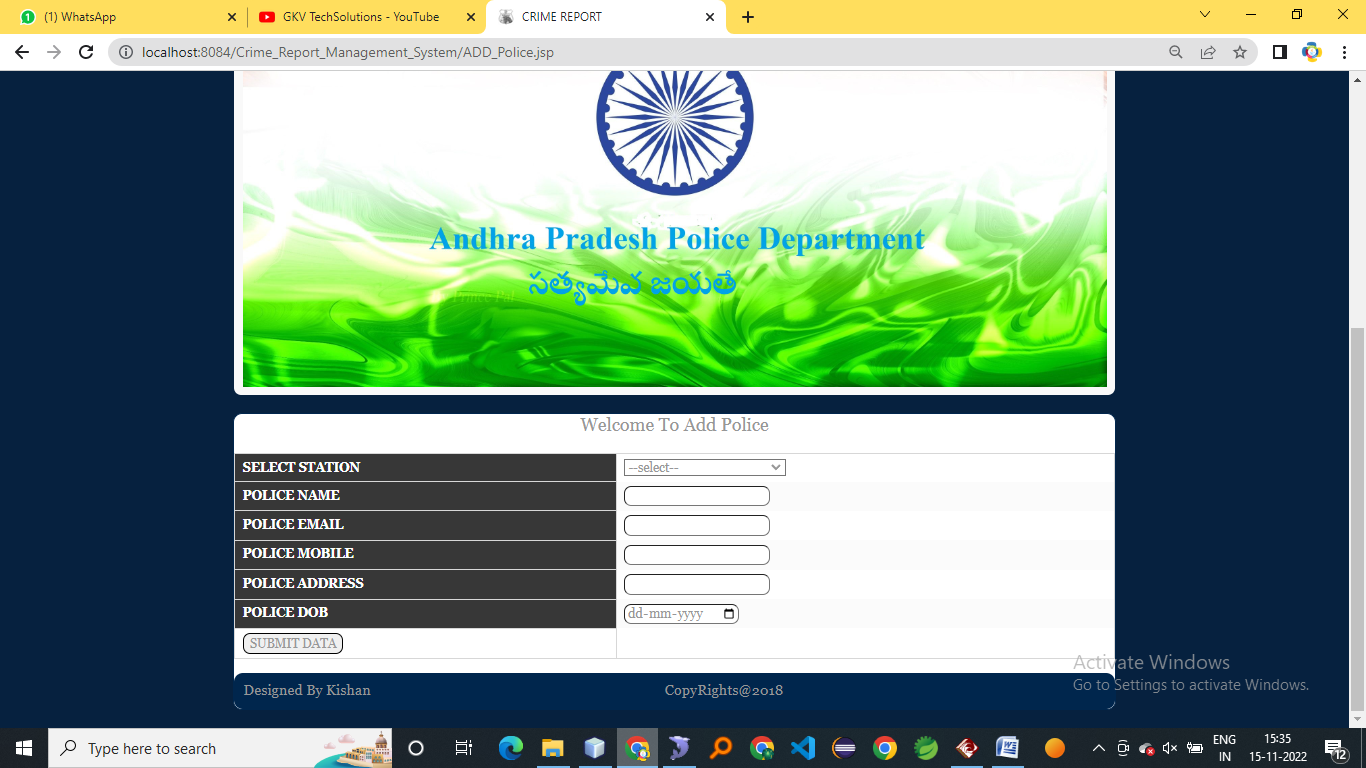 (1) WhatsApp
GKV TechSolutions - YouTube
CRIME REPORT
localhost:8084/Crime_Report_Management_System/ADD_Police.jsp
Andhra Pradesh Police Department
సత్యమేవ జయతే
Welcome To Add Police
SELECT STATION
--select--
POLICE NAME
POLICE EMAIL
POLICE MOBILE
POLICE ADDRESS
POLICE DOB
dd-mm-yyyy
SUBMIT DATA
Activate Windows
Go to Settings to activate Windows.
Designed By Kishan
CopyRights@2018
Type here to search
ENG
IN
15:35
15-11-2022
12